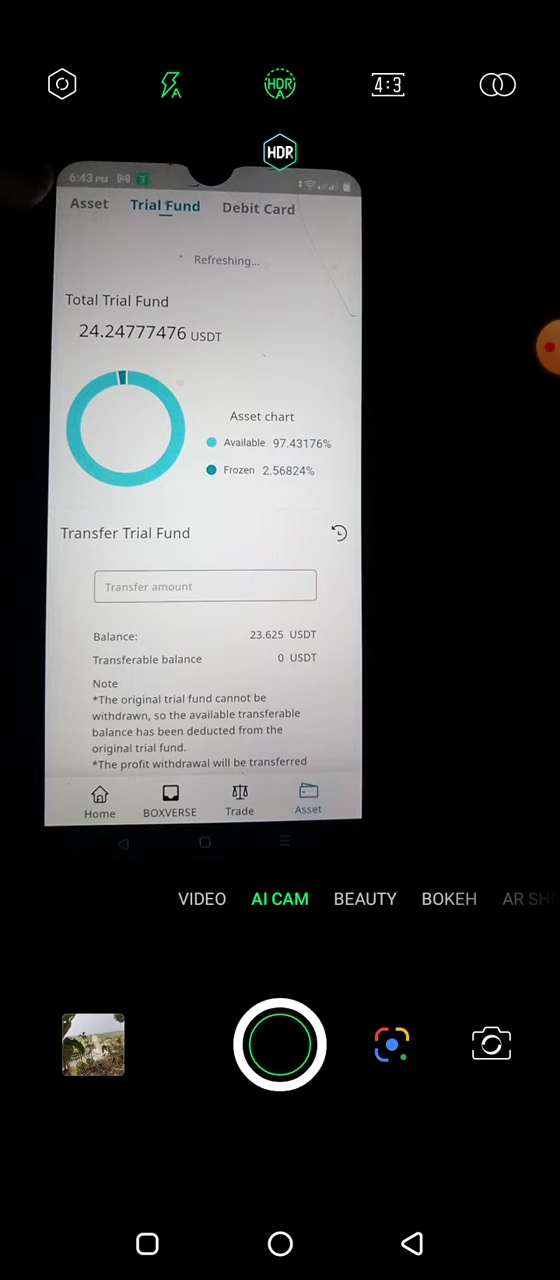 HDR
A
4:3
A
HDR
6:43 PM
Asset Trial Fund Debit Card
Refreshing...
Total Trial Fund
24.24777476 USDT
Asset chart
Available 97.43176%
Frozen 2.56824%
Transfer Trial Fund
Transfer amount
Balance: 23.625 USDT
Transferable balance 0 USDT
Note
*The original trial fund cannot be
withdrawn, so the available transferable
balance has been deducted from the
original trial fund.
*The profit withdrawal will be transferred
Home BOXVERSE Trade Asset
VIDEO AI CAM BEAUTY BOKEH AR SH